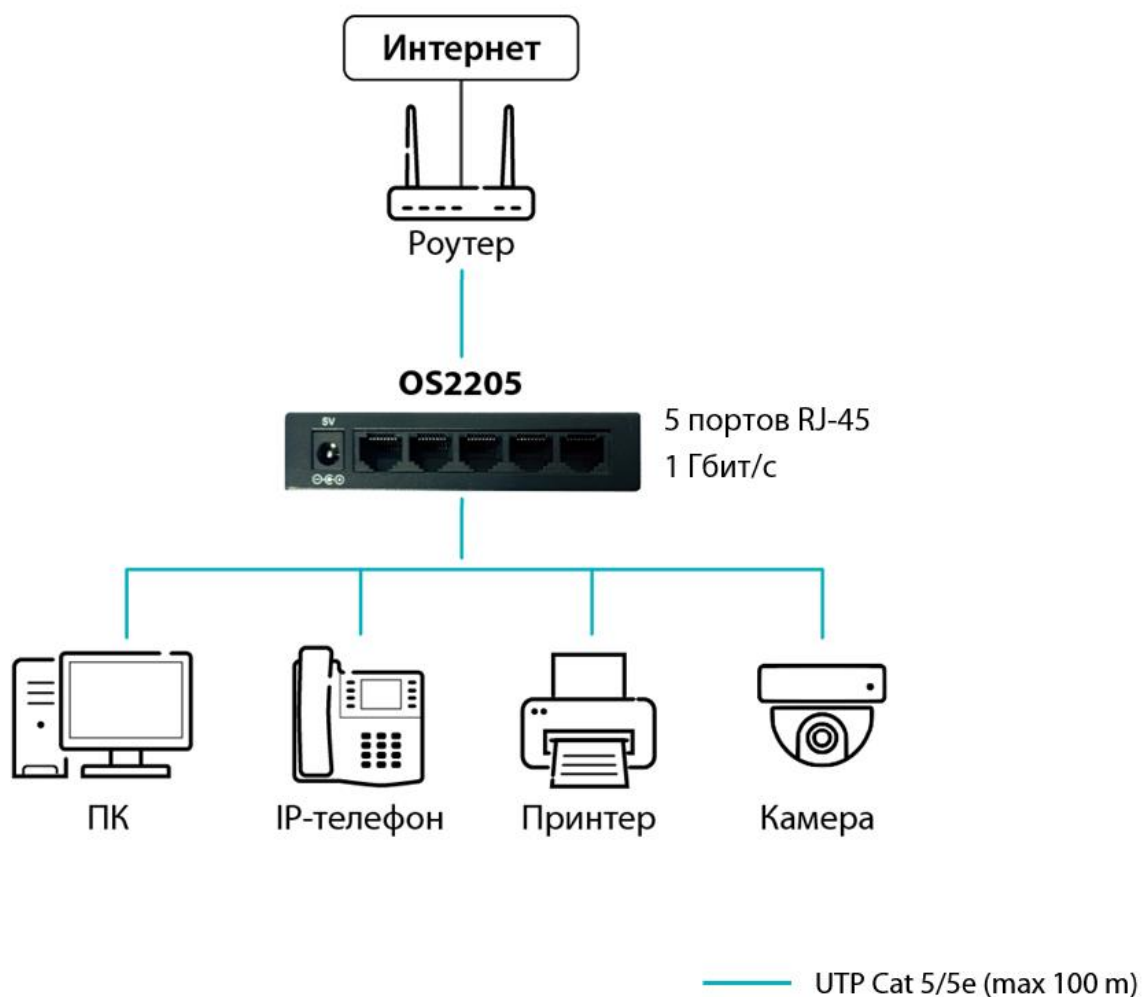 Интернет
Роутер
OS2205
5V
5 портов RJ-45
1 Гбит/с
ПК
IP-телефон
Принтер
Камера
UTP Cat 5/5e (max 100 m)